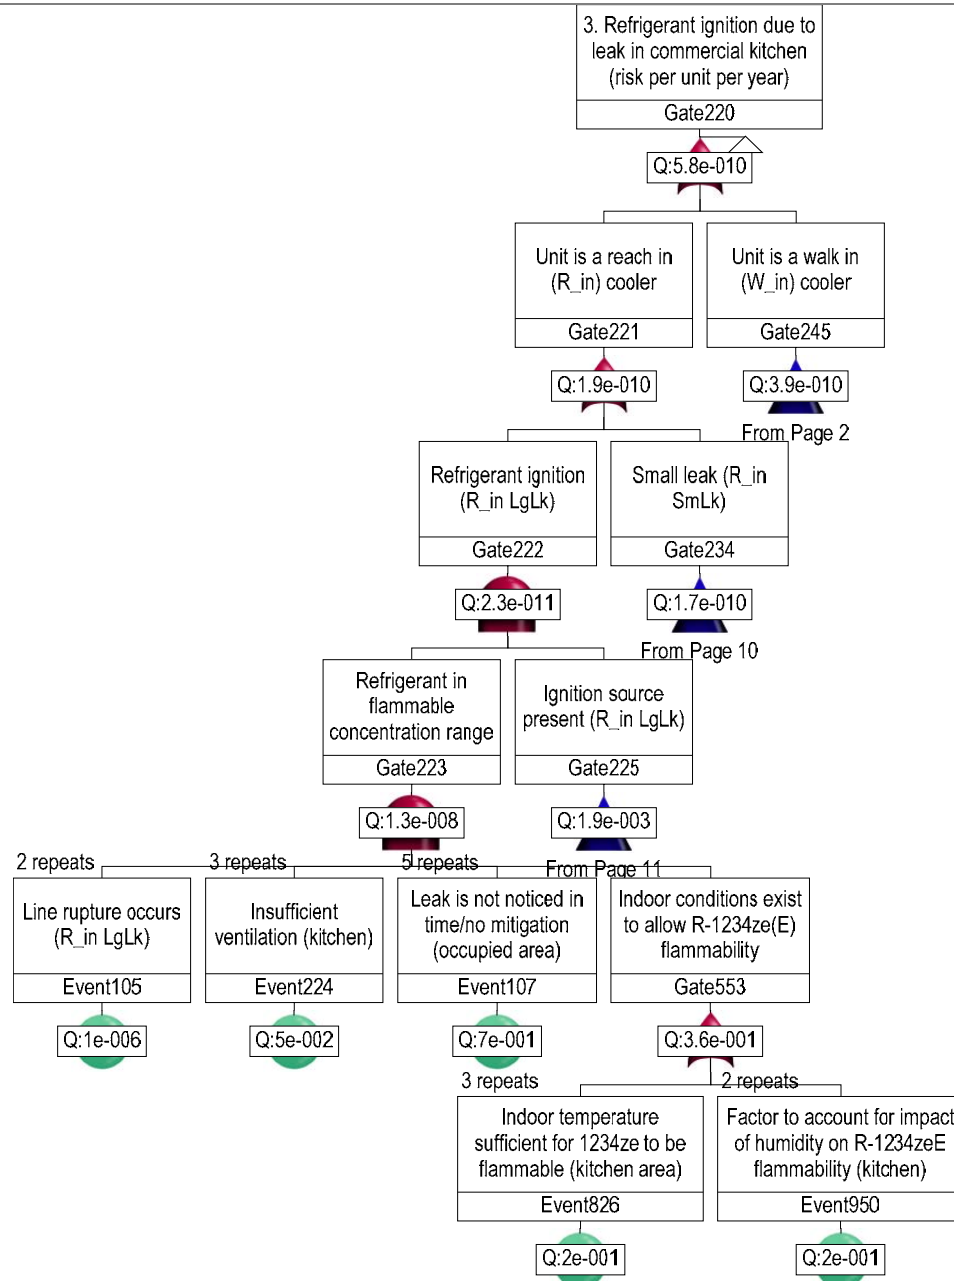 3. Refrigerant ignition due to
leak in commercial kitchen
(risk per unit per year)
Gate220
Q:5.8e-010
Unit is a reach in
(R_in) cooler
Gate221
Q:1.9e-010
Unit is a walk in
(W_in) cooler
Gate245
Q:3.9e-010
From Page 2
Refrigerant ignition
(R_in LgLk)
Gate222
Q:2.3e-011
Small leak (R_in
SmLk)
Gate234
Q:1.7e-010
From Page 10
Refrigerant in
flammable
concentration range
Gate223
Q:1.3e-008
Ignition source
present (R_in LgLk)
Gate225
Q:1.9e-003
From Page 11
2 repeats
Line rupture occurs
(R_in LgLk)
Event105
Q:1e-006
3 repeats
Insufficient
ventilation (kitchen)
Event224
Q:5e-002
5 repeats
Leak is not noticed in
time/no mitigation
(occupied area)
Event107
Q:7e-001
Indoor conditions exist
to allow R-1234ze(E)
flammability
Gate553
Q:3.6e-001
3 repeats
Indoor temperature
sufficient for 1234ze to be
flammable (kitchen area)
Event826
Q:2e-001
2 repeats
Factor to account for impact
of humidity on R-1234zeE
flammability (kitchen)
Event950
Q:2e-001